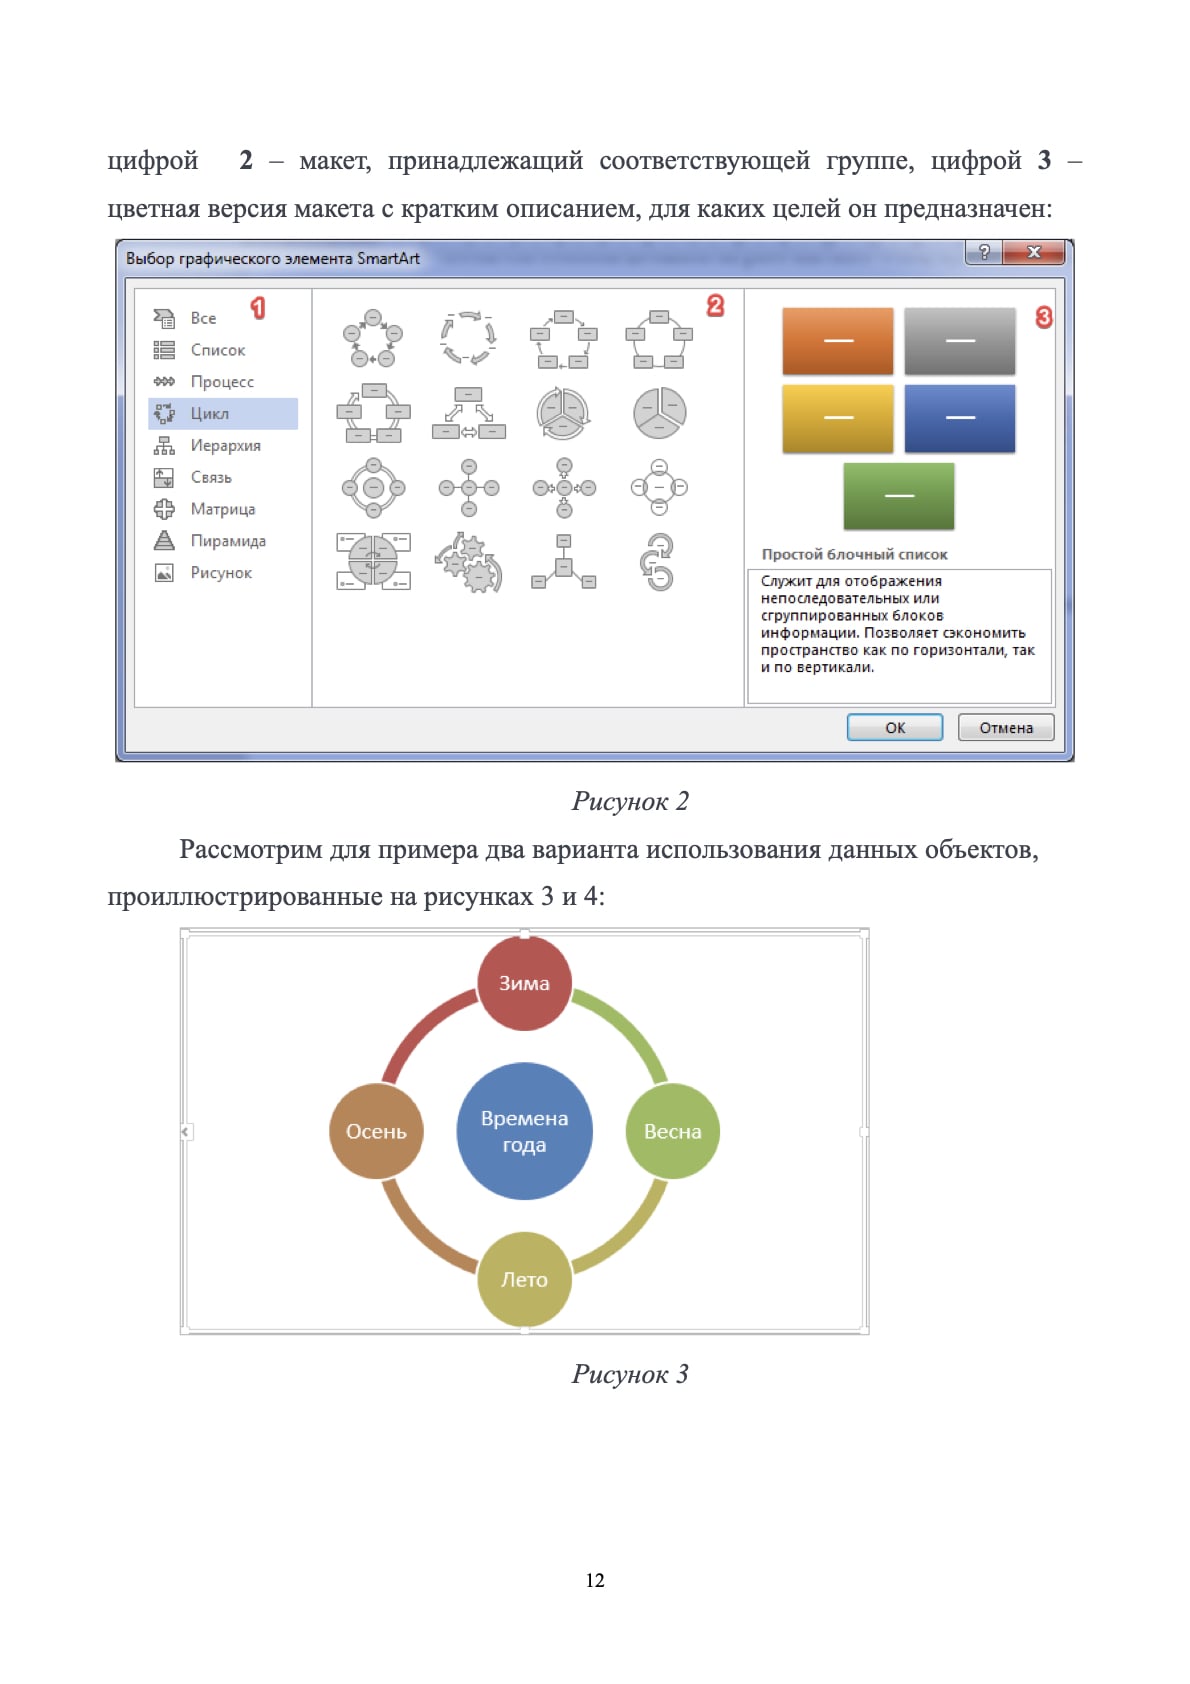 цифрой 2 – макет, принадлежащий соответствующей группе, цифрой 3 –
цветная версия макета с кратким описанием, для каких целей он предназначен:
Выбор графического элемента SmartArt
?
1
2
3
Все
Список
Процесс
Цикл
Иерархия
Связь
Матрица
Пирамида
Рисунок
Простой блочный список
Служит для отображения
непоследовательных или
сгруппированных блоков
информации. Позволяет сэкономить
пространство как по горизонтали, так
и по вертикали.
ОК
Отмена
Рисунок 2
Рассмотрим для примера два варианта использования данных объектов,
проиллюстрированные на рисунках 3 и 4:
Зима
Осень
Времена
года
Весна
Лето
Рисунок 3
12